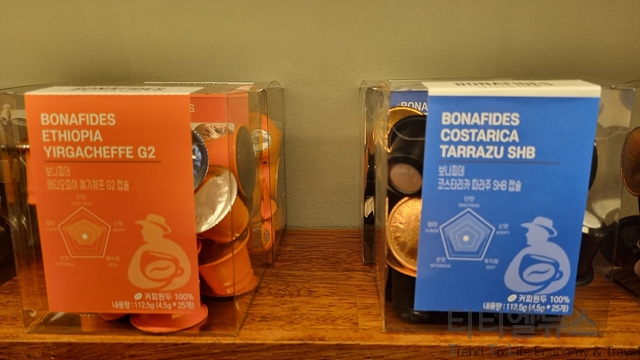 BONAFIDES
ETHIOPIA
YIRGACHEFFE G2
보나피데
에티오피아 예가체프 G2 캡슐
커피원두 100%
내용량 : 112.5g (4.5g * 25개)
BONAFIDES
BONAFIDES
COSTARICA
TARRAZU SHB
보나피데
코스타리카 따라주 SHB 캡슐
커피원두 100%
내용량 : 112.5g (4.5g * 25개)
티티엘뉴스